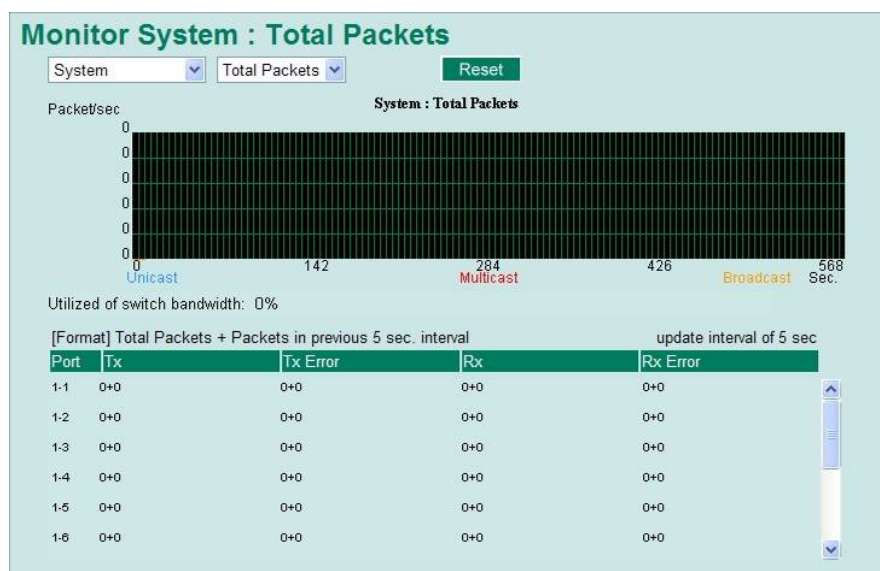 Monitor System : Total Packets
System Total Packets Reset
Packet/sec System : Total Packets
0
0
0
0
0
0
0 142 284 426 568
Unicast Multicast Broadcast Sec.
Utilized of switch bandwidth: 0%
[Format] Total Packets + Packets in previous 5 sec. interval update interval of 5 sec
Port Tx Tx Error Rx Rx Error
1-1 0+0 0+0 0+0 0+0
1-2 0+0 0+0 0+0 0+0
1-3 0+0 0+0 0+0 0+0
1-4 0+0 0+0 0+0 0+0
1-5 0+0 0+0 0+0 0+0
1-6 0+0 0+0 0+0 0+0